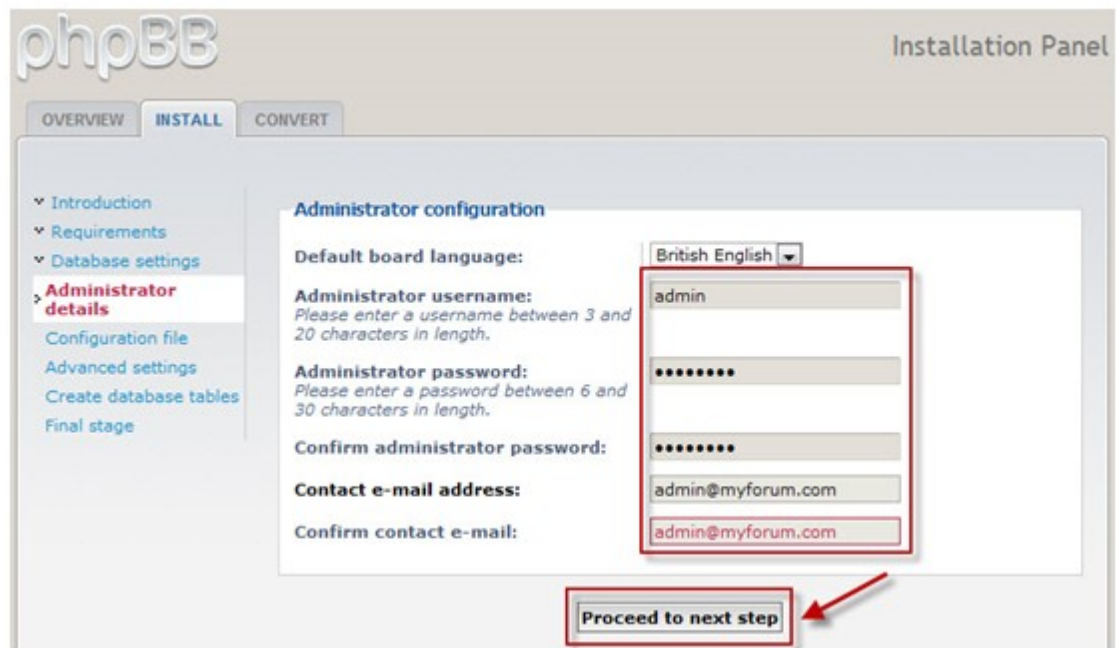 phpBB
Installation Panel
OVERVIEW INSTALL CONVERT
Introduction
Requirements
Database settings
Administrator
details
Configuration file
Advanced settings
Create database tables
Final stage
Administrator configuration
Default board language: British English
Administrator username: admin
Please enter a username between 3 and
20 characters in length.
Administrator password: ••••••••
Please enter a password between 6 and
30 characters in length.
Confirm administrator password: ••••••••
Contact e-mail address: admin@myforum.com
Confirm contact e-mail: admin@myforum.com
Proceed to next step